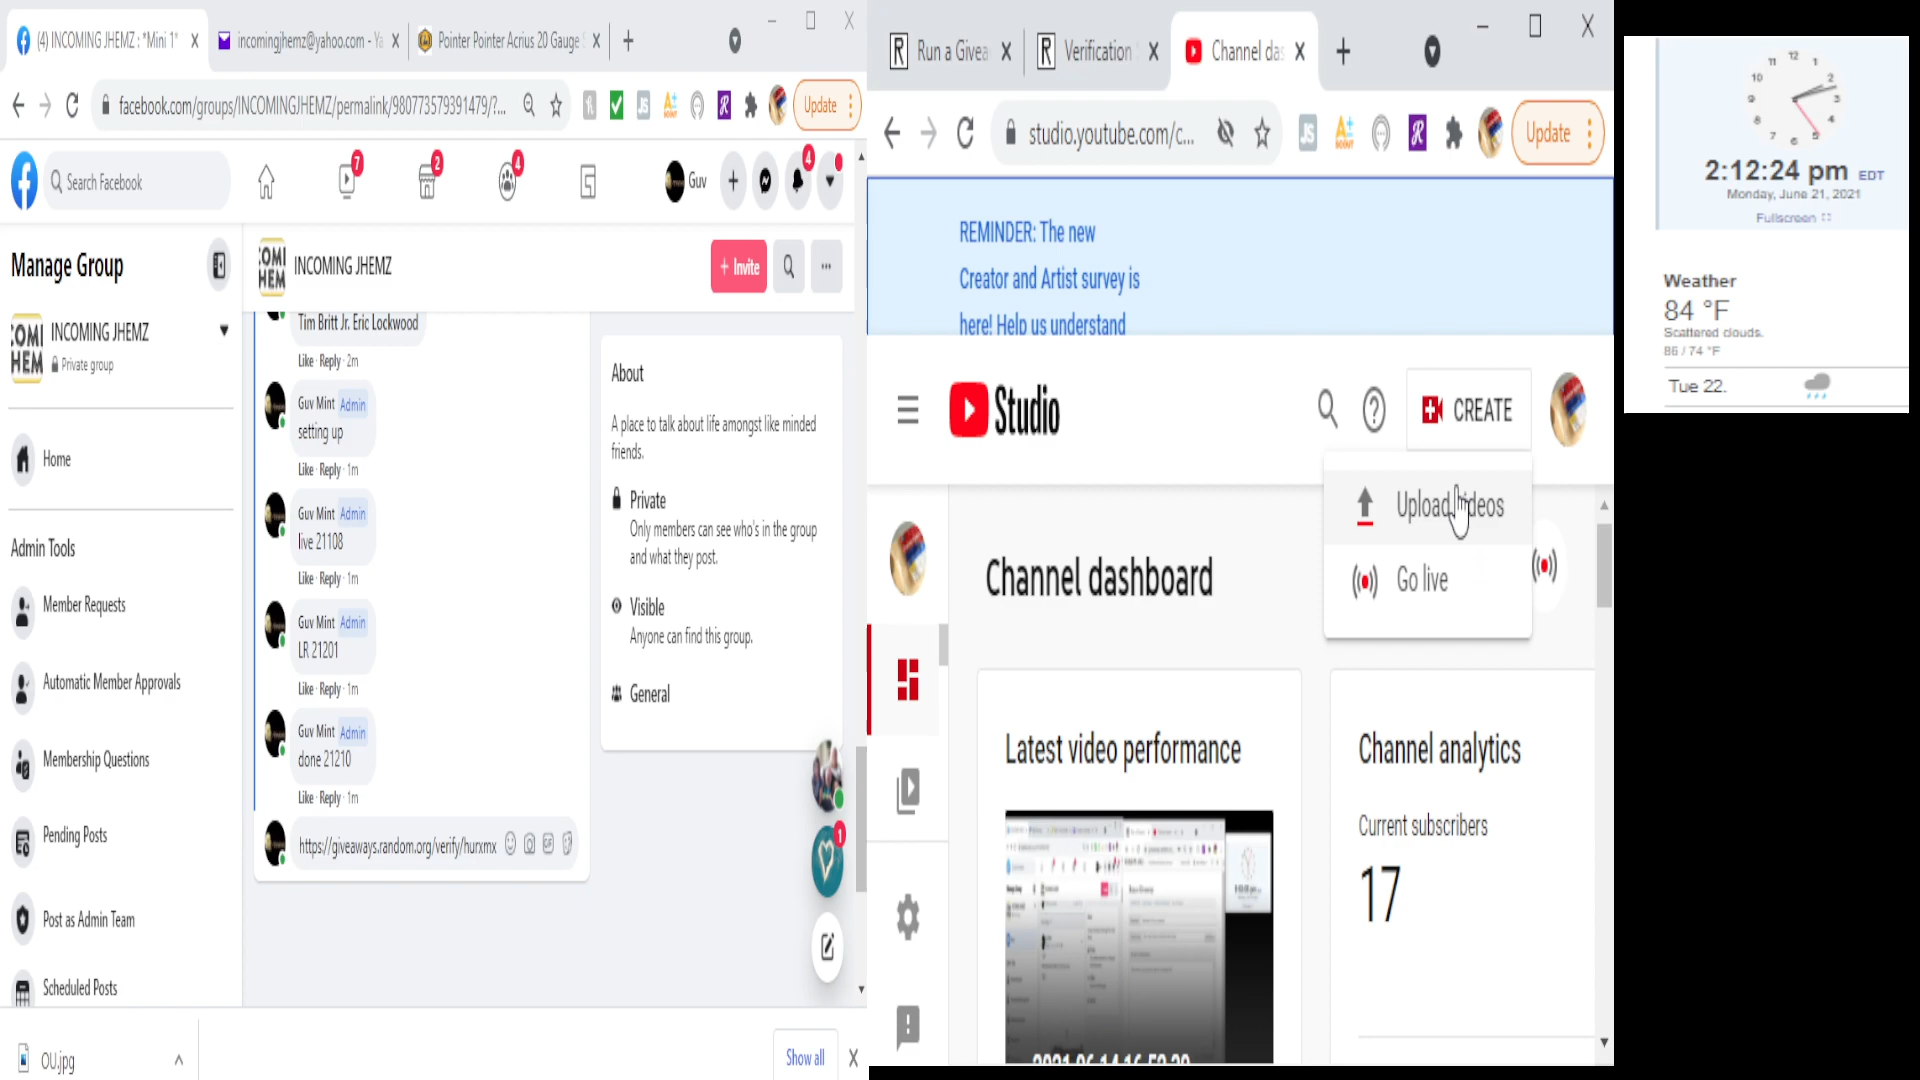 (4) INCOMING JHEMZ : "Mini 1"
incomingjhemz@yahoo.com - Ya
Pointer Pointer Acrius 20 Gauge
facebook.com/groups/INCOMINGJHEMZ/permalink/980773579391479/?...
Update
Search Facebook
7
2
4
Guv
4
Manage Group
INCOMING JHEMZ
Private group
Home
Admin Tools
Member Requests
Automatic Member Approvals
Membership Questions
Pending Posts
Post as Admin Team
Scheduled Posts
OMI
HEM
INCOMING JHEMZ
+ Invite
Tim Britt Jr. Eric Lockwood
Like · Reply · 2m
Guv Mint Admin
setting up
Like · Reply · 1m
Guv Mint Admin
live 21108
Like · Reply · 1m
Guv Mint Admin
LR 21201
Like · Reply · 1m
Guv Mint Admin
done 21210
Like · Reply · 1m
https://giveaways.random.org/verify/hurxmx
About
A place to talk about life amongst like minded
friends.
Private
Only members can see who's in the group
and what they post.
Visible
Anyone can find this group.
General
1
OU.jpg
Show all
Run a Givea
Verification
Channel das
studio.youtube.com/c...
Update
REMINDER: The new
Creator and Artist survey is
here! Help us understand
Studio
CREATE
Upload videos
Go live
Channel dashboard
Latest video performance
Channel analytics
Current subscribers
17
2:12:24 pm EDT
Monday, June 21, 2021
Fullscreen
Weather
84 °F
Scattered clouds.
86 / 74 °F
Tue 22.